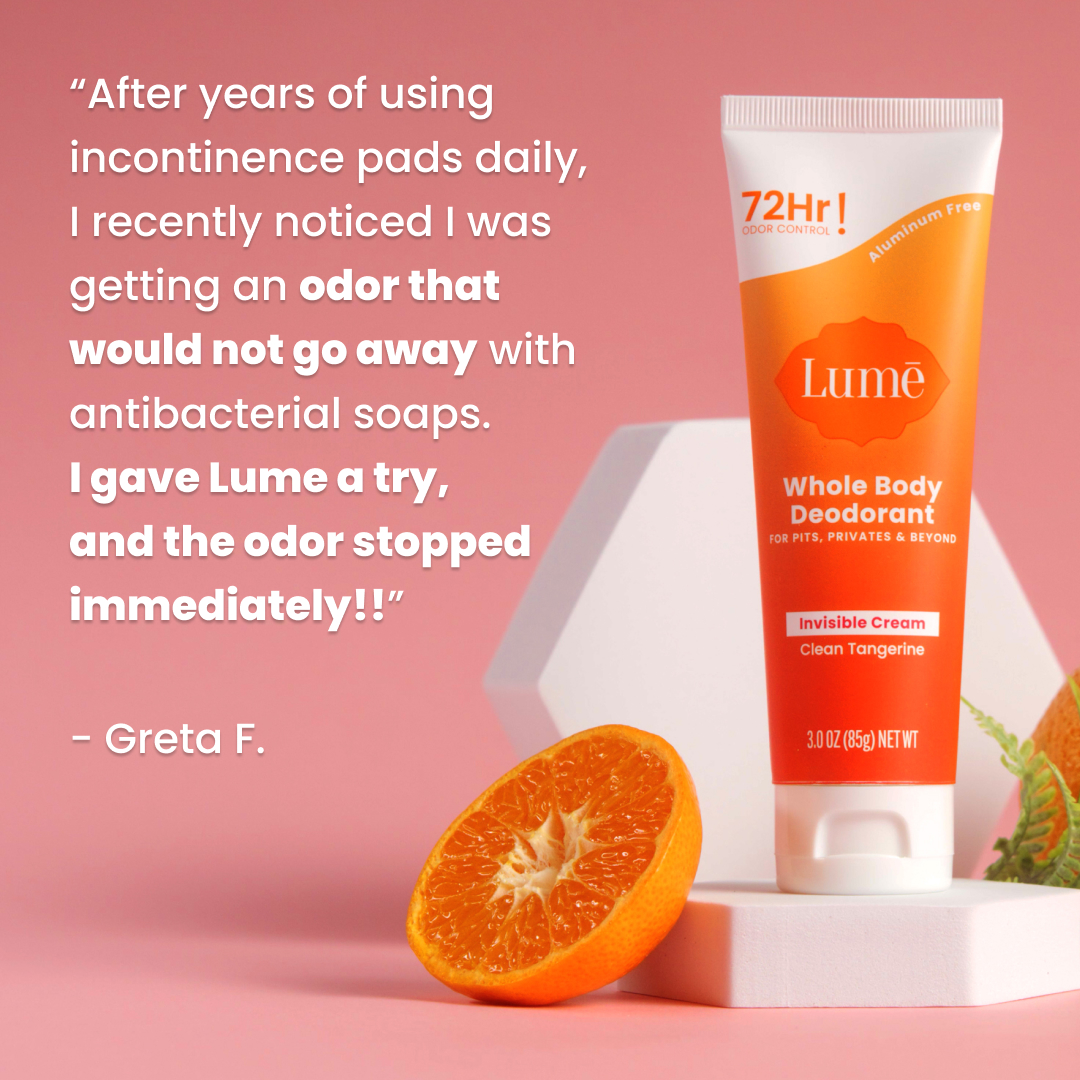 “After years of using
incontinence pads daily,
I recently noticed I was
getting an odor that
would not go away with
antibacterial soaps.
I gave Lume a try,
and the odor stopped
immediately!!”
- Greta F.
72Hr!
ODOR CONTROL
Aluminum Free
Lumē
Whole Body
Deodorant
FOR PITS, PRIVATES & BEYOND
Invisible Cream
Clean Tangerine
3.0 OZ (85g) NET WT